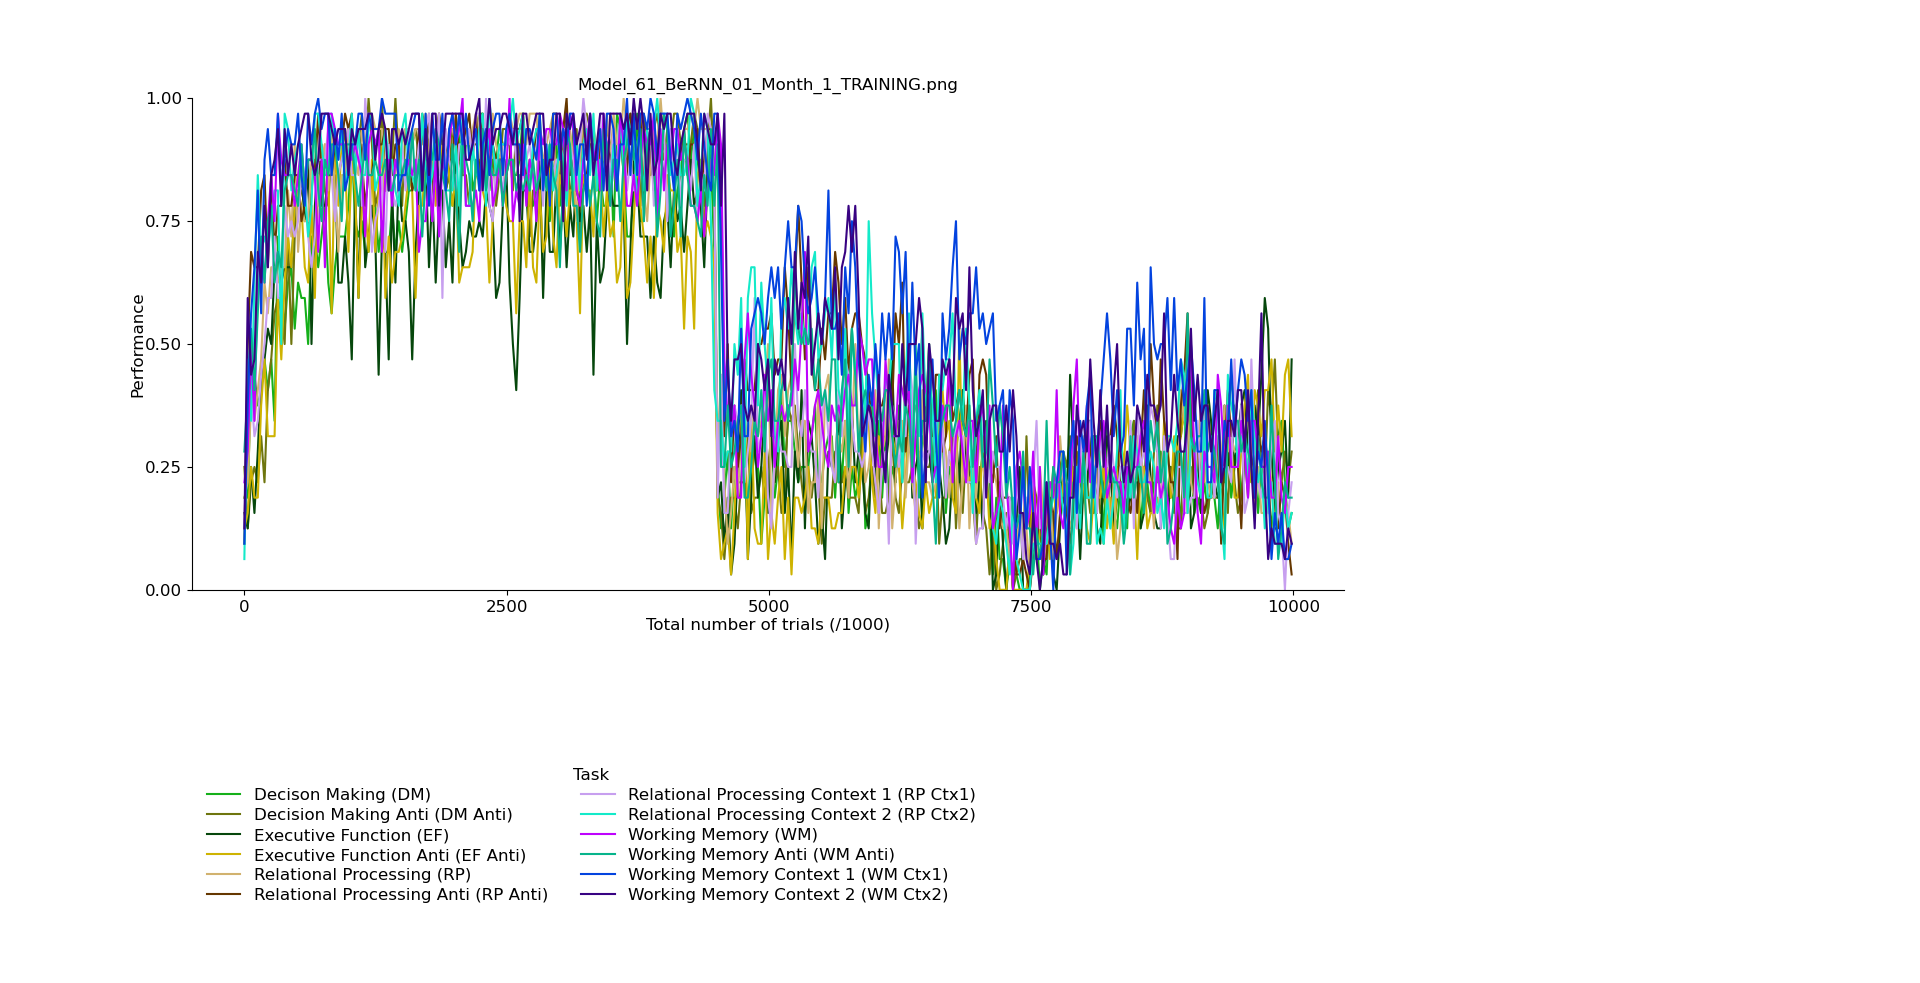 Model_61_BeRNN_01_Month_1_TRAINING.png
1.00
0.75
0.50
0.25
0.00
Performance
0 2500 5000 7500 10000
Total number of trials (/1000)
Task
Decison Making (DM)
Decision Making Anti (DM Anti)
Executive Function (EF)
Executive Function Anti (EF Anti)
Relational Processing (RP)
Relational Processing Anti (RP Anti)
Relational Processing Context 1 (RP Ctx1)
Relational Processing Context 2 (RP Ctx2)
Working Memory (WM)
Working Memory Anti (WM Anti)
Working Memory Context 1 (WM Ctx1)
Working Memory Context 2 (WM Ctx2)